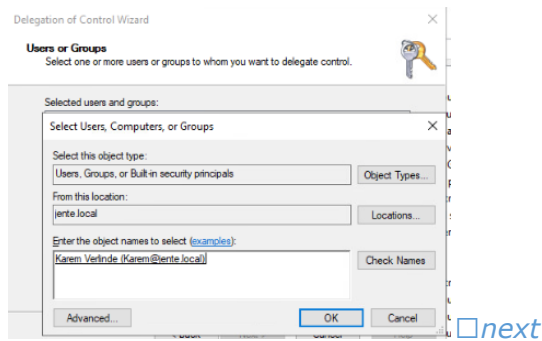 Delegation of Control Wizard
Users or Groups
Select one or more users or groups to whom you want to delegate control.
Selected users and groups:
Select Users, Computers, or Groups
Select this object type:
Users, Groups, or Built-in security principals
Object Types...
From this location:
jente.local
Locations...
Enter the object names to select (examples):
Karem Verlinde (Karem@jente.local)
Check Names
Advanced...
OK
Cancel
□next